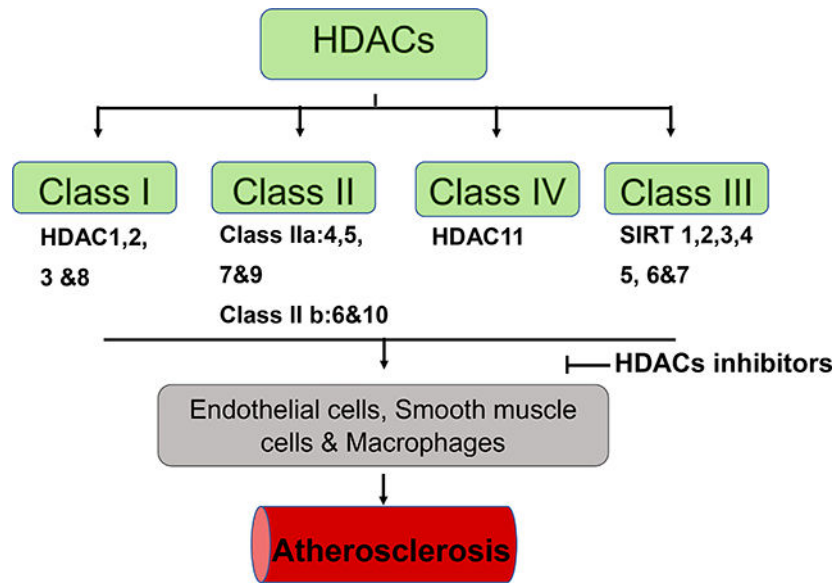 HDACs
Class I
HDAC1,2,
3 &8
Class II
Class IIa:4,5,
7&9
Class II b:6&10
Class IV
HDAC11
Class III
SIRT 1,2,3,4
5, 6&7
HDACs inhibitors
Endothelial cells, Smooth muscle
cells & Macrophages
Atherosclerosis